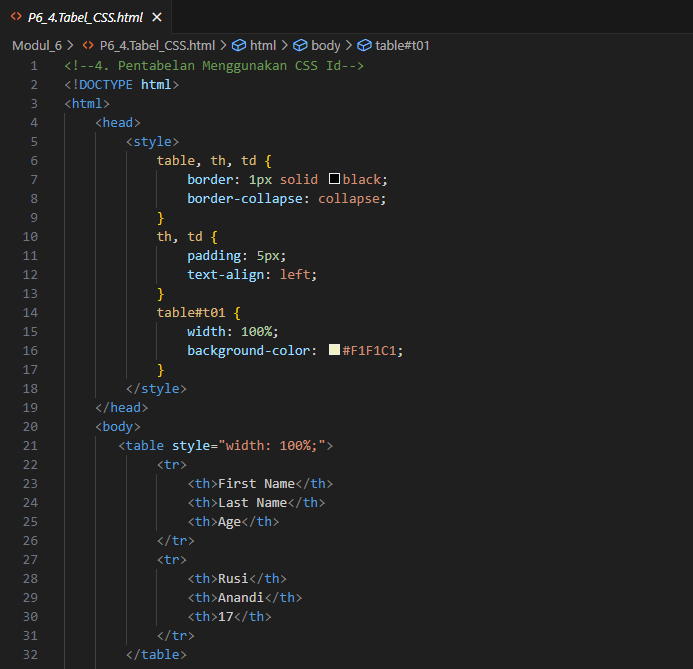 P6_4.Tabel_CSS.html
Modul_6 > P6_4.Tabel_CSS.html > html > body > table#t01
1 <!--4. Pentabelan Menggunakan CSS Id-->
2 <!DOCTYPE html>
3 <html>
4 <head>
5 <style>
6 table, th, td {
7 border: 1px solid black;
8 border-collapse: collapse;
9 }
10 th, td {
11 padding: 5px;
12 text-align: left;
13 }
14 table#t01 {
15 width: 100%;
16 background-color: #F1F1C1;
17 }
18 </style>
19 </head>
20 <body>
21 <table style="width: 100%;">
22 <tr>
23 <th>First Name</th>
24 <th>Last Name</th>
25 <th>Age</th>
26 </tr>
27 <tr>
28 <th>Rusi</th>
29 <th>Anandi</th>
30 <th>17</th>
31 </tr>
32 </table>